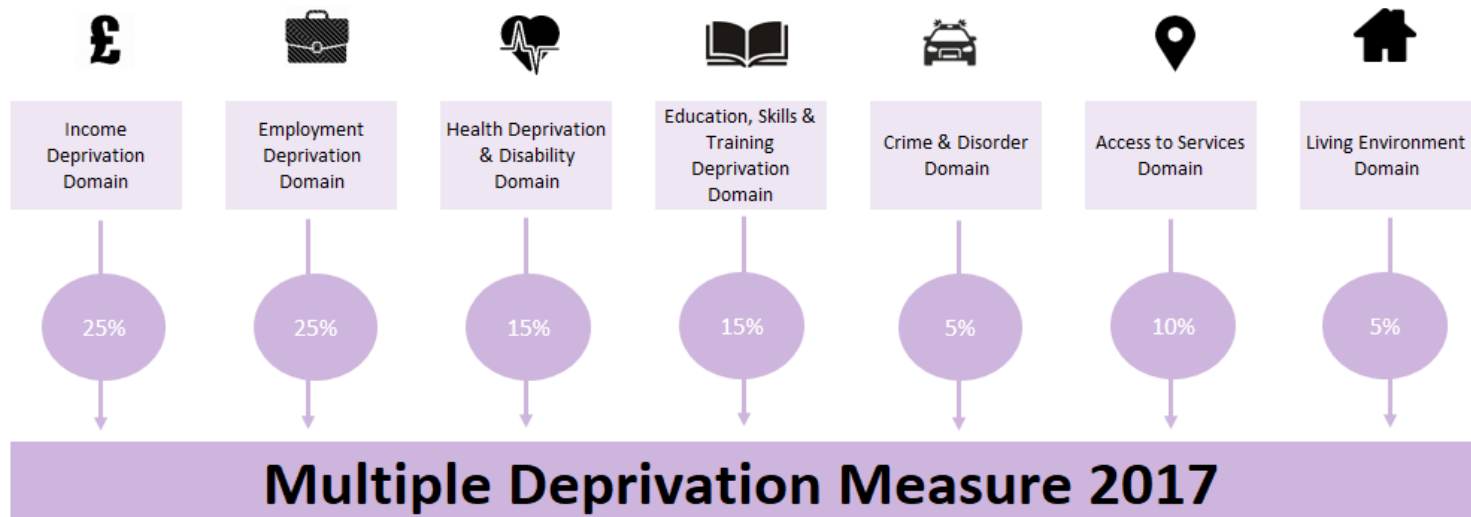 £
Income
Deprivation
Domain
Employment
Deprivation
Domain
Health Deprivation
& Disability
Domain
Education, Skills &
Training
Deprivation
Domain
Crime & Disorder
Domain
Access to Services
Domain
Living Environment
Domain
25%
25%
15%
15%
5%
10%
5%
Multiple Deprivation Measure 2017